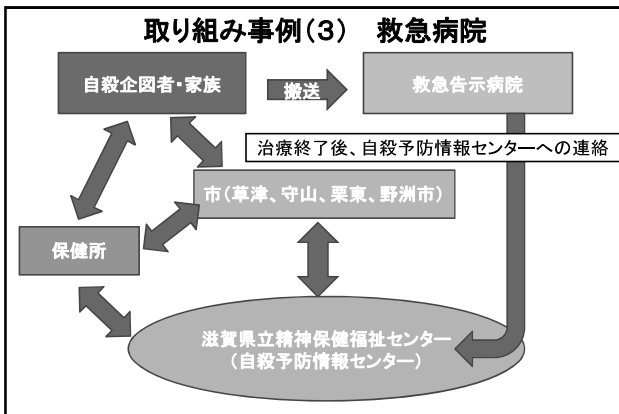 取り組み事例(3)　救急病院
自殺企図者・家族
搬送
救急告示病院
治療終了後、自殺予防情報センターへの連絡
市(草津、守山、栗東、野洲市)
保健所
滋賀県立精神保健福祉センター
(自殺予防情報センター)